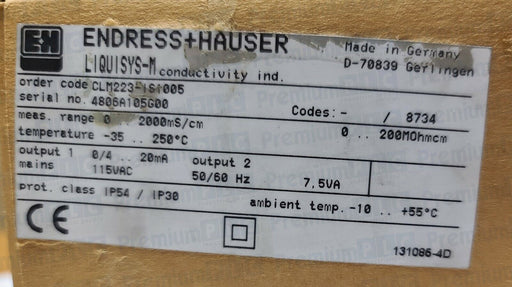 ENDRESS+HAUSER
Made in Germany
D-70839 Gerlingen
LIQUISYS-M conductivity ind.
order code CLM223-IS1005
serial no. 4806A105G00 Codes: - / 8734
meas. range 0 2000mS/cm 0 .. 200MOhmcm
temperature -35 .. 250°C
output 1 0/4 .. 20mA output 2
mains 115VAC 50/60 Hz 7.5VA
prot. class IP54 / IP30 ambient temp. -10 .. +55°C
CE
131086-4D